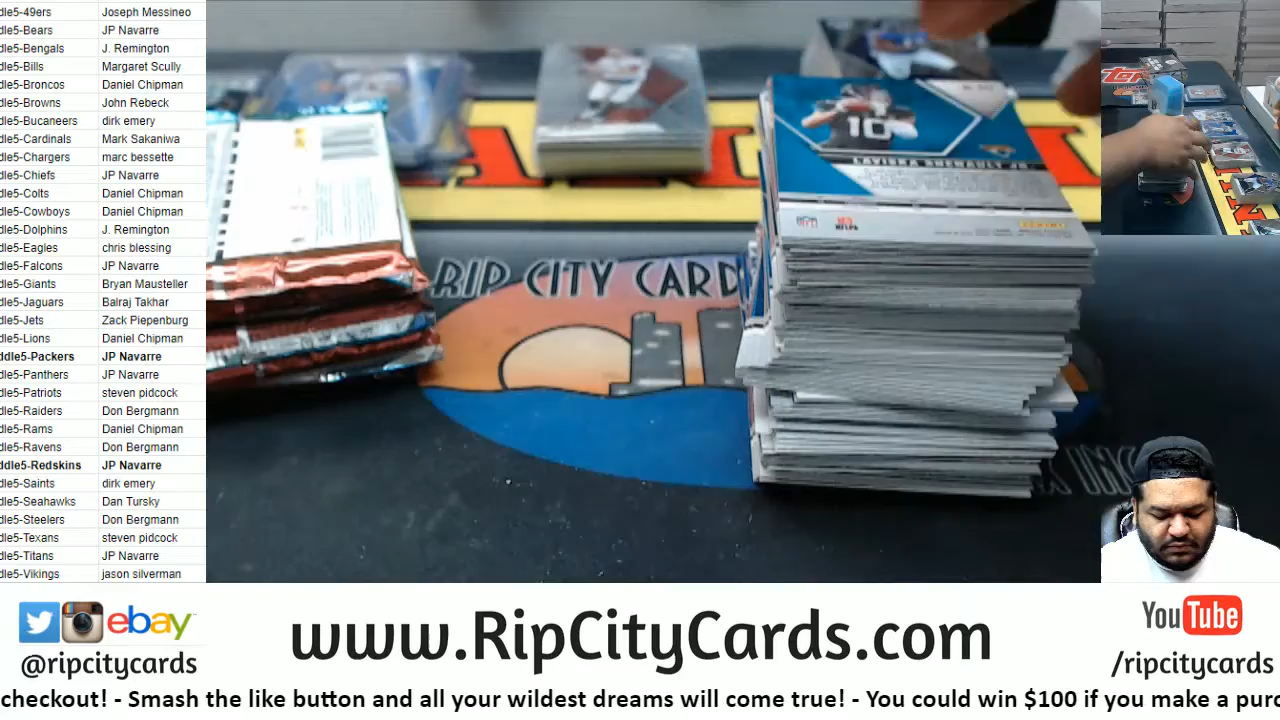 dle5-49ers Joseph Messineo
dle5-Bears JP Navarre
dle5-Bengals J. Remington
dle5-Bills Margaret Scully
dle5-Broncos Daniel Chipman
dle5-Browns John Rebeck
dle5-Bucaneers dirk emery
dle5-Cardinals Mark Sakaniwa
dle5-Chargers marc bessette
dle5-Chiefs JP Navarre
dle5-Colts Daniel Chipman
dle5-Cowboys Daniel Chipman
dle5-Dolphins J. Remington
dle5-Eagles chris blessing
dle5-Falcons JP Navarre
dle5-Giants Bryan Mausteller
dle5-Jaguars Balraj Takhar
dle5-Jets Zack Piepenburg
dle5-Lions Daniel Chipman
ddle5-Packers JP Navarre
dle5-Panthers JP Navarre
dle5-Patriots steven pidcock
dle5-Raiders Don Bergmann
dle5-Rams Daniel Chipman
dle5-Ravens Don Bergmann
ddle5-Redskins JP Navarre
dle5-Saints dirk emery
dle5-Seahawks Dan Tursky
dle5-Steelers Don Bergmann
dle5-Texans steven pidcock
dle5-Titans JP Navarre
dle5-Vikings jason silverman
10
LAVISKA SHENAULT JR.
PANINI
RIP CITY CARD
ebay
@ripcitycards
www.RipCityCards.com
YouTube
/ripcitycards
checkout! - Smash the like button and all your wildest dreams will come true! - You could win $100 if you make a purc